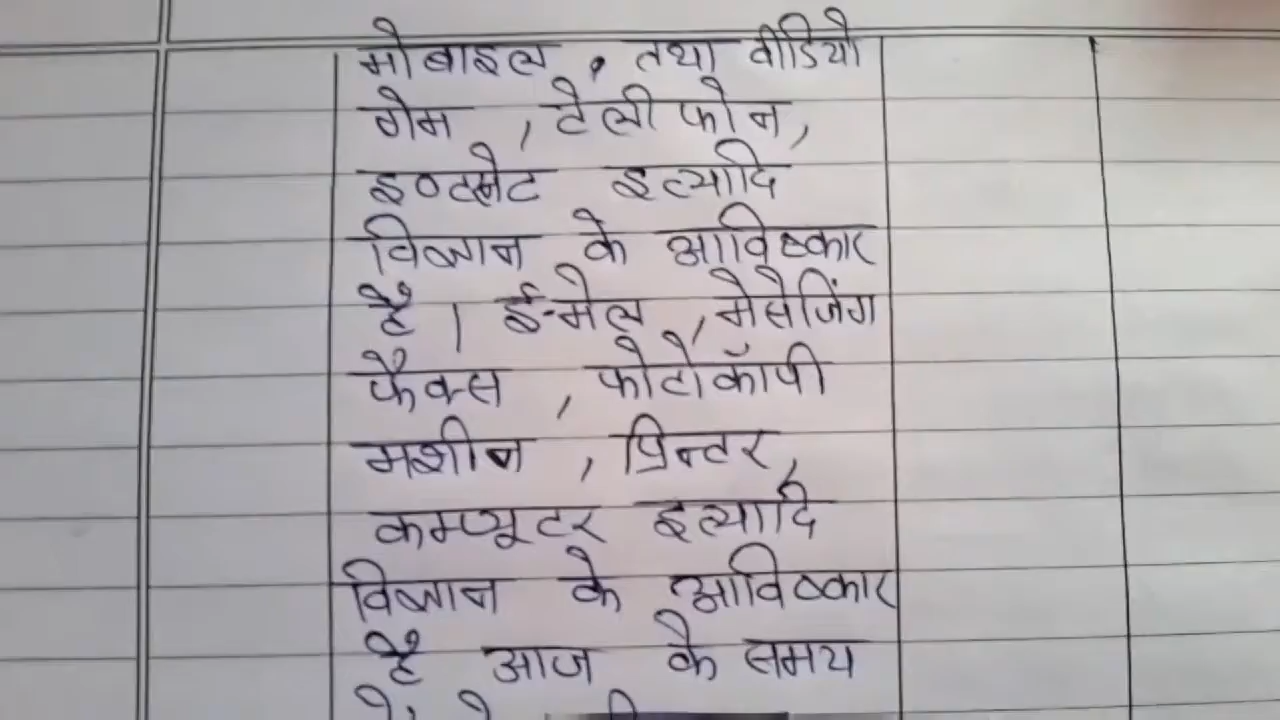 मोबाइल, तथा वीडियो
गेम , टेलीफोन,
इण्टरनेट इत्यादि
विज्ञान के आविष्कार
हैं । ई-मेल , मैसेजिंग
फैक्स , फोटोकॉपी
मशीन , प्रिन्टर,
कम्प्यूटर इत्यादि
विज्ञान के आविष्कार
हैं आज के समय